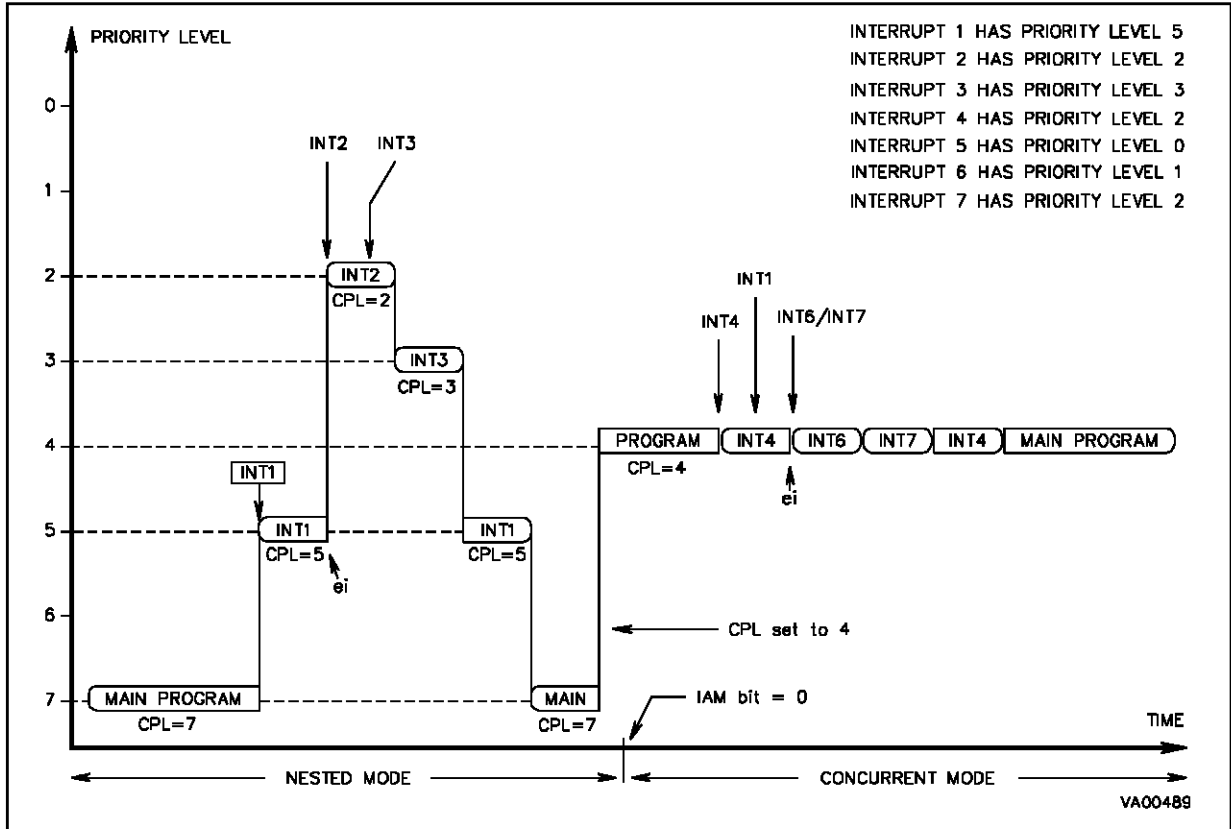 PRIORITY LEVEL
INTERRUPT 1 HAS PRIORITY LEVEL 5
INTERRUPT 2 HAS PRIORITY LEVEL 2
INTERRUPT 3 HAS PRIORITY LEVEL 3
INTERRUPT 4 HAS PRIORITY LEVEL 2
INTERRUPT 5 HAS PRIORITY LEVEL 0
INTERRUPT 6 HAS PRIORITY LEVEL 1
INTERRUPT 7 HAS PRIORITY LEVEL 2
0
INT2 INT3
1
2 INT2
CPL=2
INT1
INT4 INT6/INT7
3 INT3
CPL=3
4 PROGRAM INT4 INT6 INT7 INT4 MAIN PROGRAM
CPL=4
ei
INT1
5 INT1 INT1
CPL=5 CPL=5
ei
6
CPL set to 4
7 MAIN PROGRAM MAIN
CPL=7 CPL=7
IAM bit = 0
TIME
NESTED MODE CONCURRENT MODE
VA00489